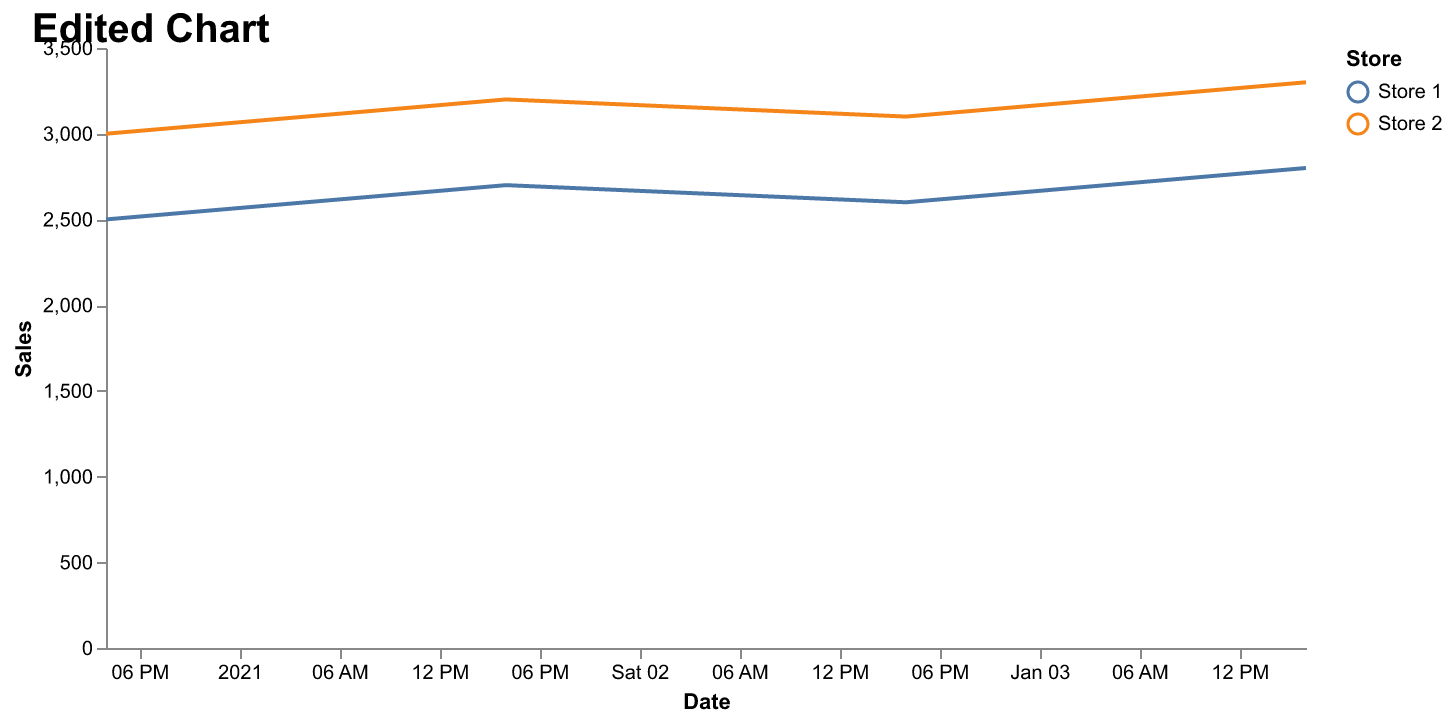 Edited Chart
3,500
3,000
2,500
2,000
1,500
1,000
500
0
Sales
06 PM 2021 06 AM 12 PM 06 PM Sat 02 06 AM 12 PM 06 PM Jan 03 06 AM 12 PM
Date
Store
Store 1
Store 2